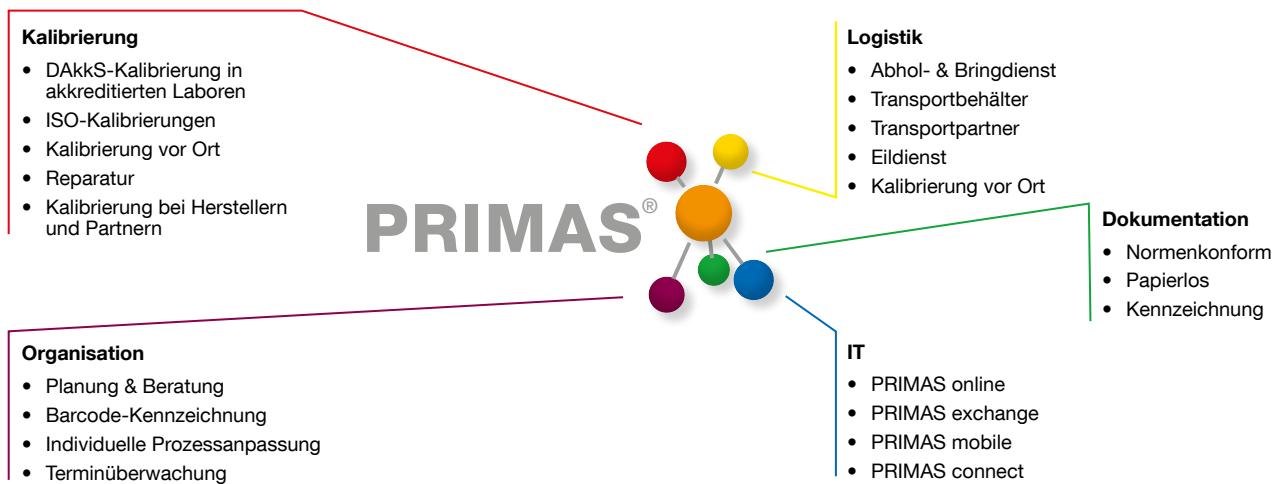 Kalibrierung
• DAkkS-Kalibrierung in
akkreditierten Laboren
• ISO-Kalibrierungen
• Kalibrierung vor Ort
• Reparatur
• Kalibrierung bei Herstellern
und Partnern
Logistik
• Abhol- & Bringdienst
• Transportbehälter
• Transportpartner
• Eildienst
• Kalibrierung vor Ort
PRIMAS®
Dokumentation
• Normenkonform
• Papierlos
• Kennzeichnung
Organisation
• Planung & Beratung
• Barcode-Kennzeichnung
• Individuelle Prozessanpassung
• Terminüberwachung
IT
• PRIMAS online
• PRIMAS exchange
• PRIMAS mobile
• PRIMAS connect